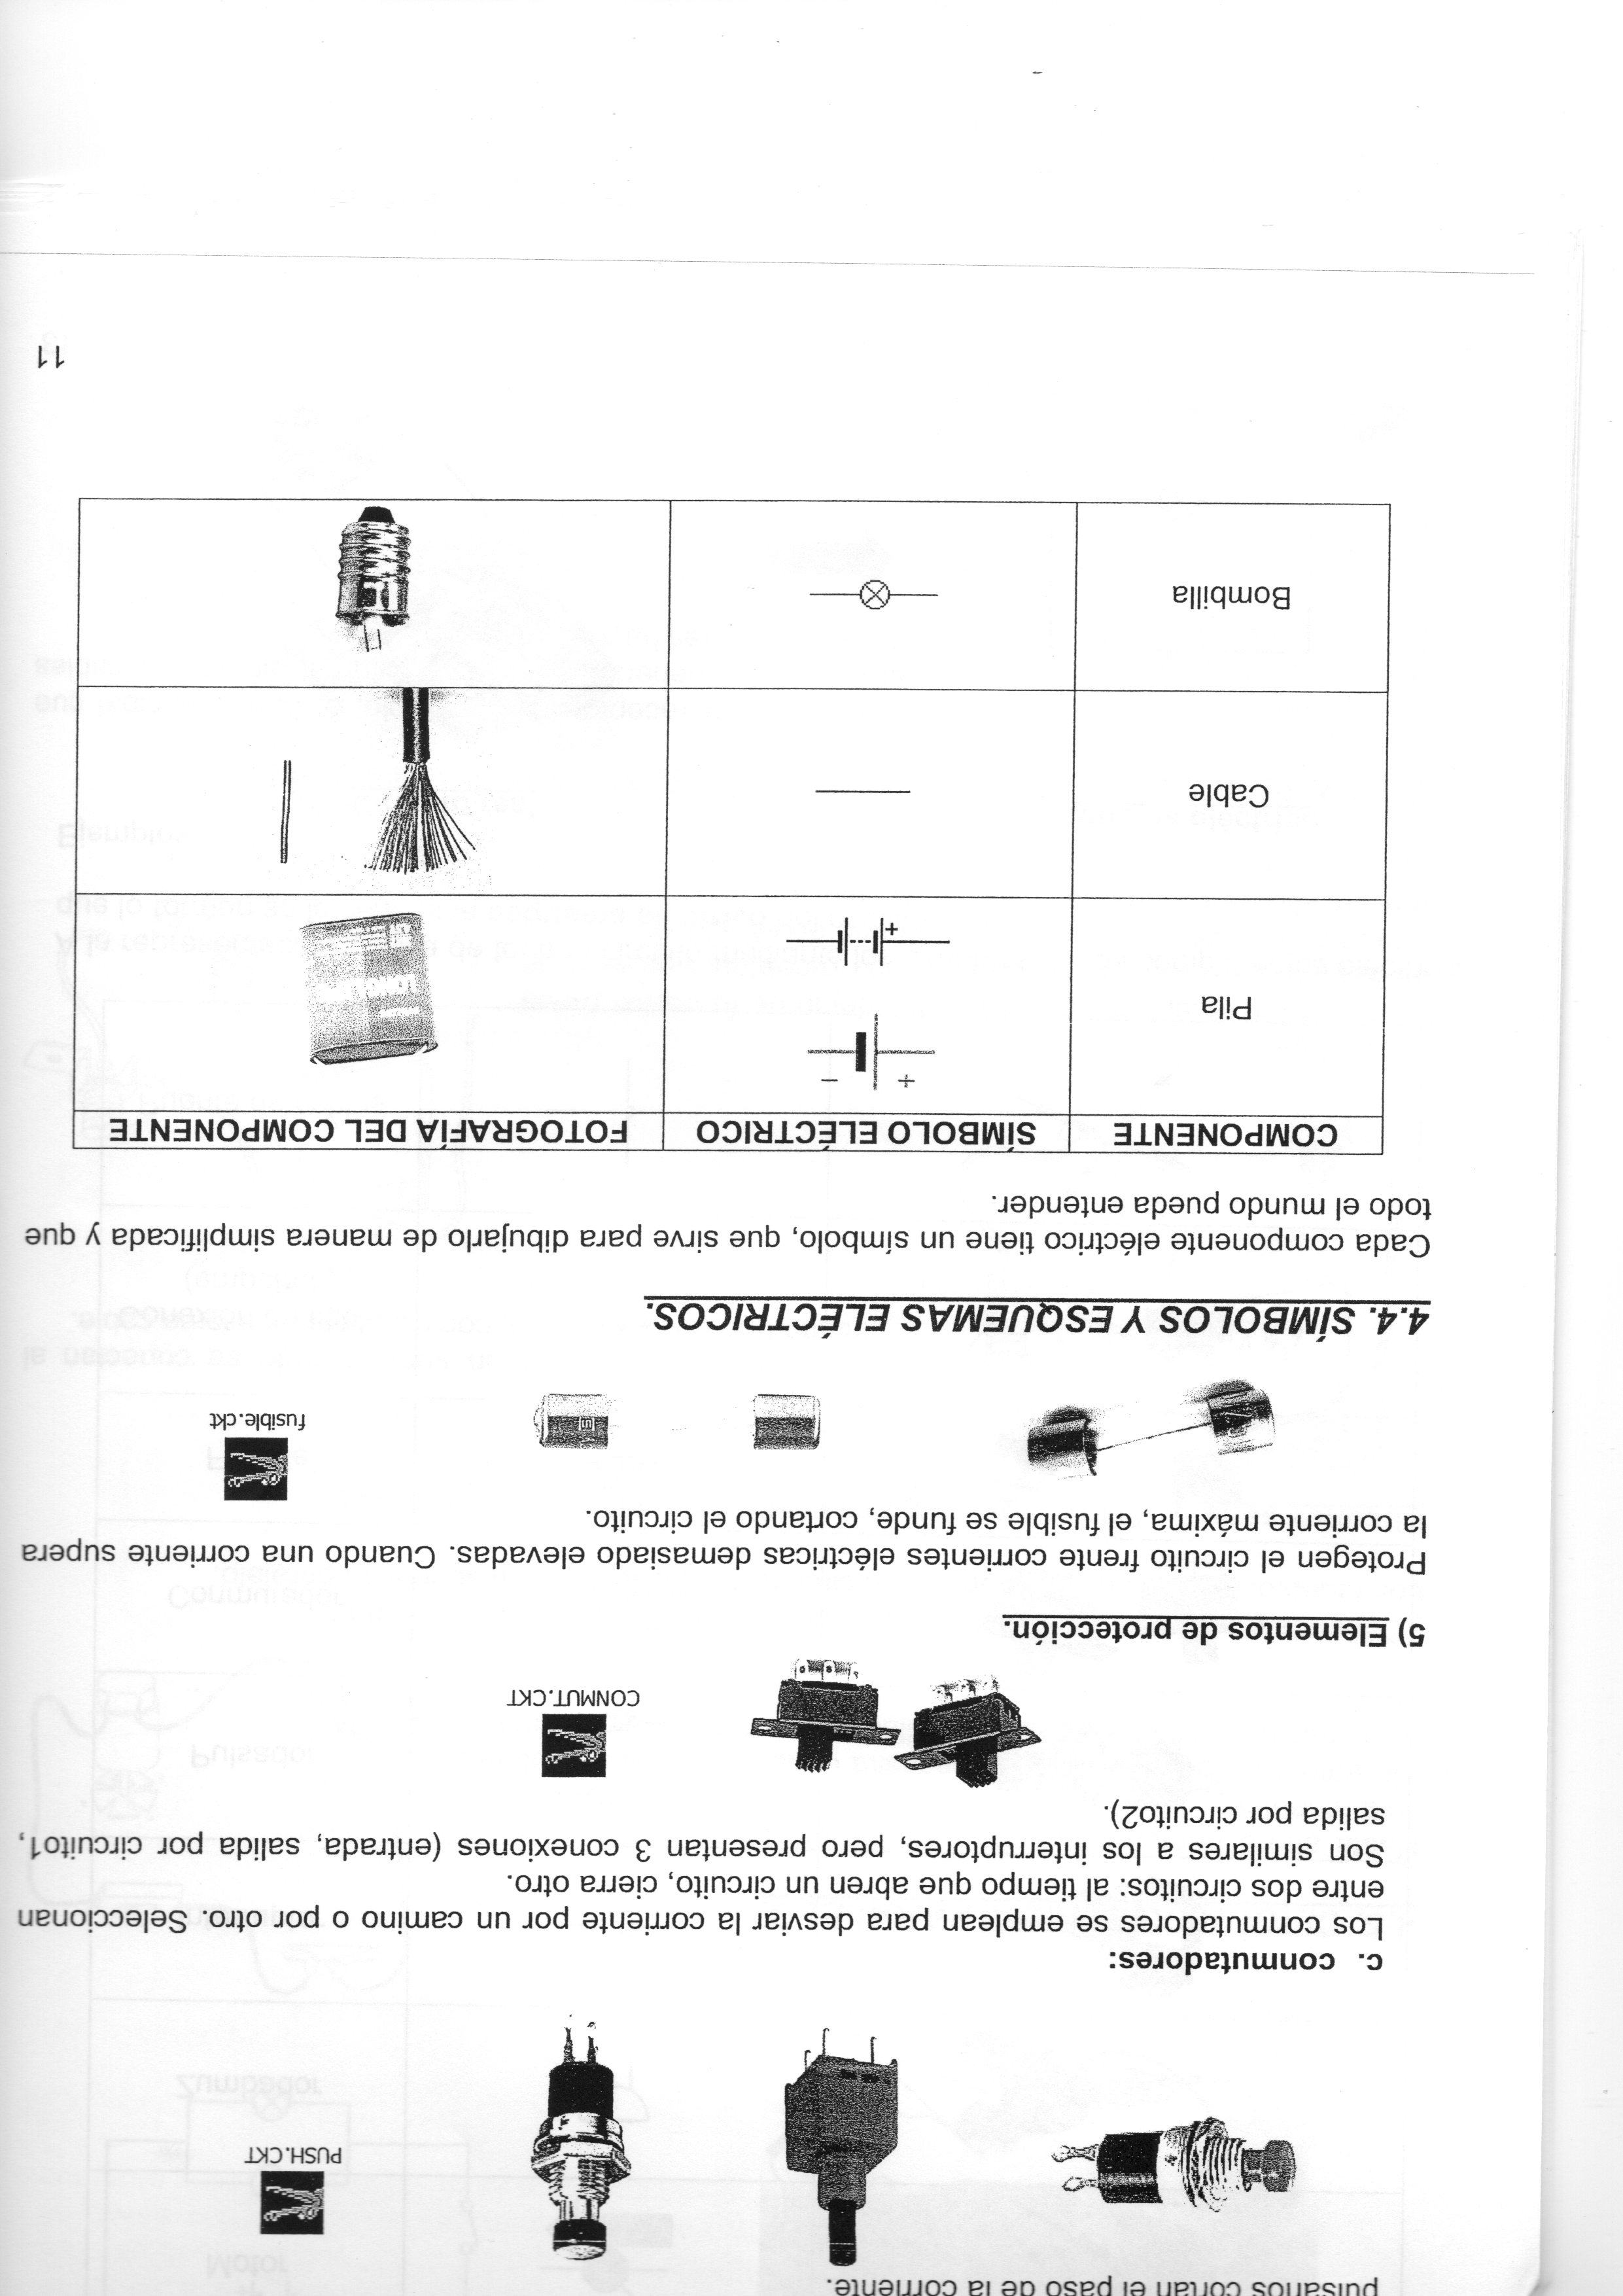 pulsarlos cortan el paso de la corriente.
PUSH.CKT
c. conmutadores:
Los conmutadores se emplean para desviar la corriente por un camino o por otro. Seleccionan
entre dos circuitos: al tiempo que abren un circuito, cierra otro.
Son similares a los interruptores, pero presentan 3 conexiones (entrada, salida por circuito1,
salida por circuito2).
CONMUT.CKT
5) Elementos de protección.
Protegen el circuito frente corrientes eléctricas demasiado elevadas. Cuando una corriente supera
la corriente máxima, el fusible se funde, cortando el circuito.
fusible.ckt
4.4. SÍMBOLOS Y ESQUEMAS ELÉCTRICOS.
Cada componente eléctrico tiene un símbolo, que sirve para dibujarlo de manera simplificada y que
todo el mundo pueda entender.
COMPONENTE SÍMBOLO ELÉCTRICO FOTOGRAFÍA DEL COMPONENTE
Pila
+ −
+
Cable
Bombilla
11